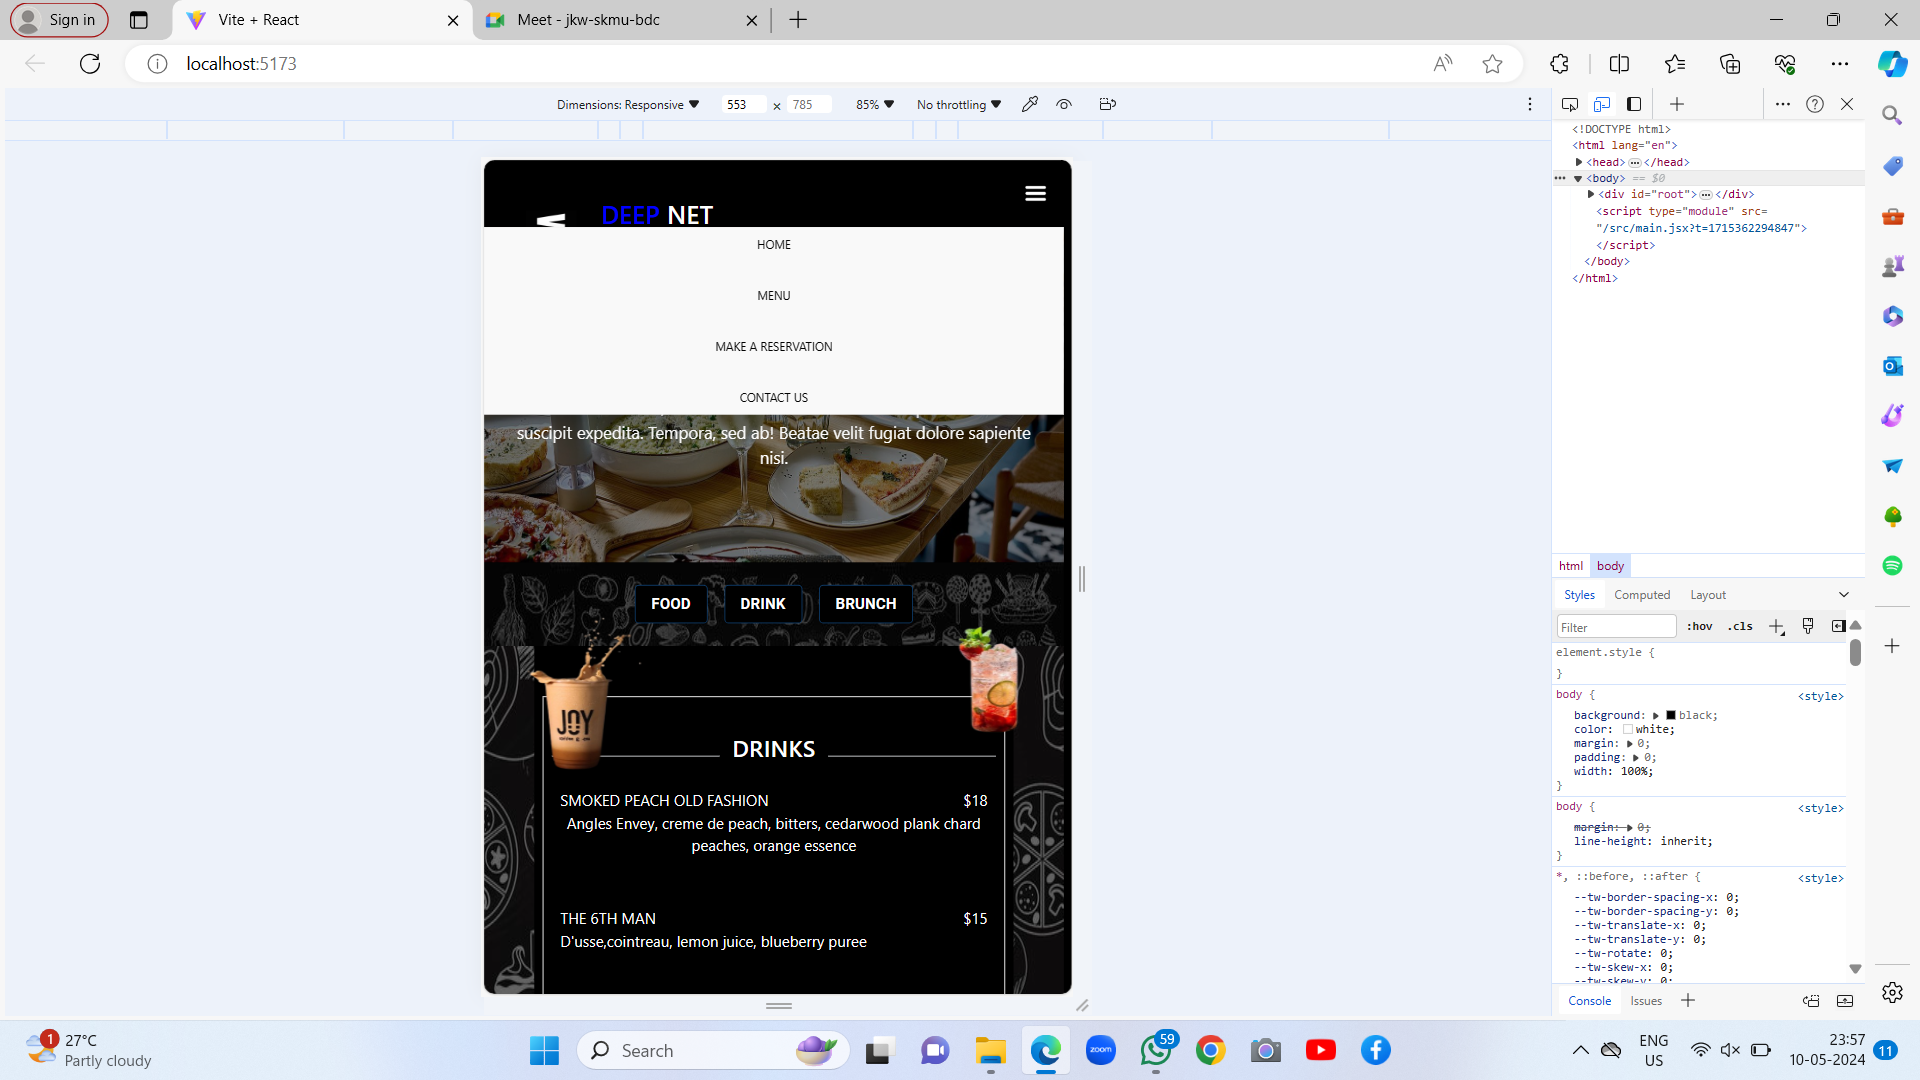 Sign in
Vite + React
Meet - jkw-skmu-bdc
localhost:5173
Dimensions: Responsive
553 x 785
85%
No throttling
DEEP NET
HOME
MENU
MAKE A RESERVATION
CONTACT US
suscipit expedita. Tempora, sed ab! Beatae velit fugiat dolore sapiente
nisi.
FOOD
DRINK
BRUNCH
JOY
DRINKS
SMOKED PEACH OLD FASHION $18
Angles Envey, creme de peach, bitters, cedarwood plank chard
peaches, orange essence
THE 6TH MAN $15
D'usse,cointreau, lemon juice, blueberry puree
<!DOCTYPE html>
<html lang="en">
<head> ••• </head>
••• <body> == $0
<div id="root"> ••• </div>
<script type="module" src=
"/src/main.jsx?t=1715362294847">
</script>
</body>
</html>
html body
Styles Computed Layout
Filter :hov .cls
element.style {
}
body { <style>
background: black;
color: white;
margin: 0;
padding: 0;
width: 100%;
}
body { <style>
margin: 0;
line-height: inherit;
}
*, ::before, ::after { <style>
--tw-border-spacing-x: 0;
--tw-border-spacing-y: 0;
--tw-translate-x: 0;
--tw-translate-y: 0;
--tw-rotate: 0;
--tw-skew-x: 0;
--tw-skew-y: 0;
Console Issues
1
27°C
Partly cloudy
Search
zoom
59
ENG
US
23:57
10-05-2024
11